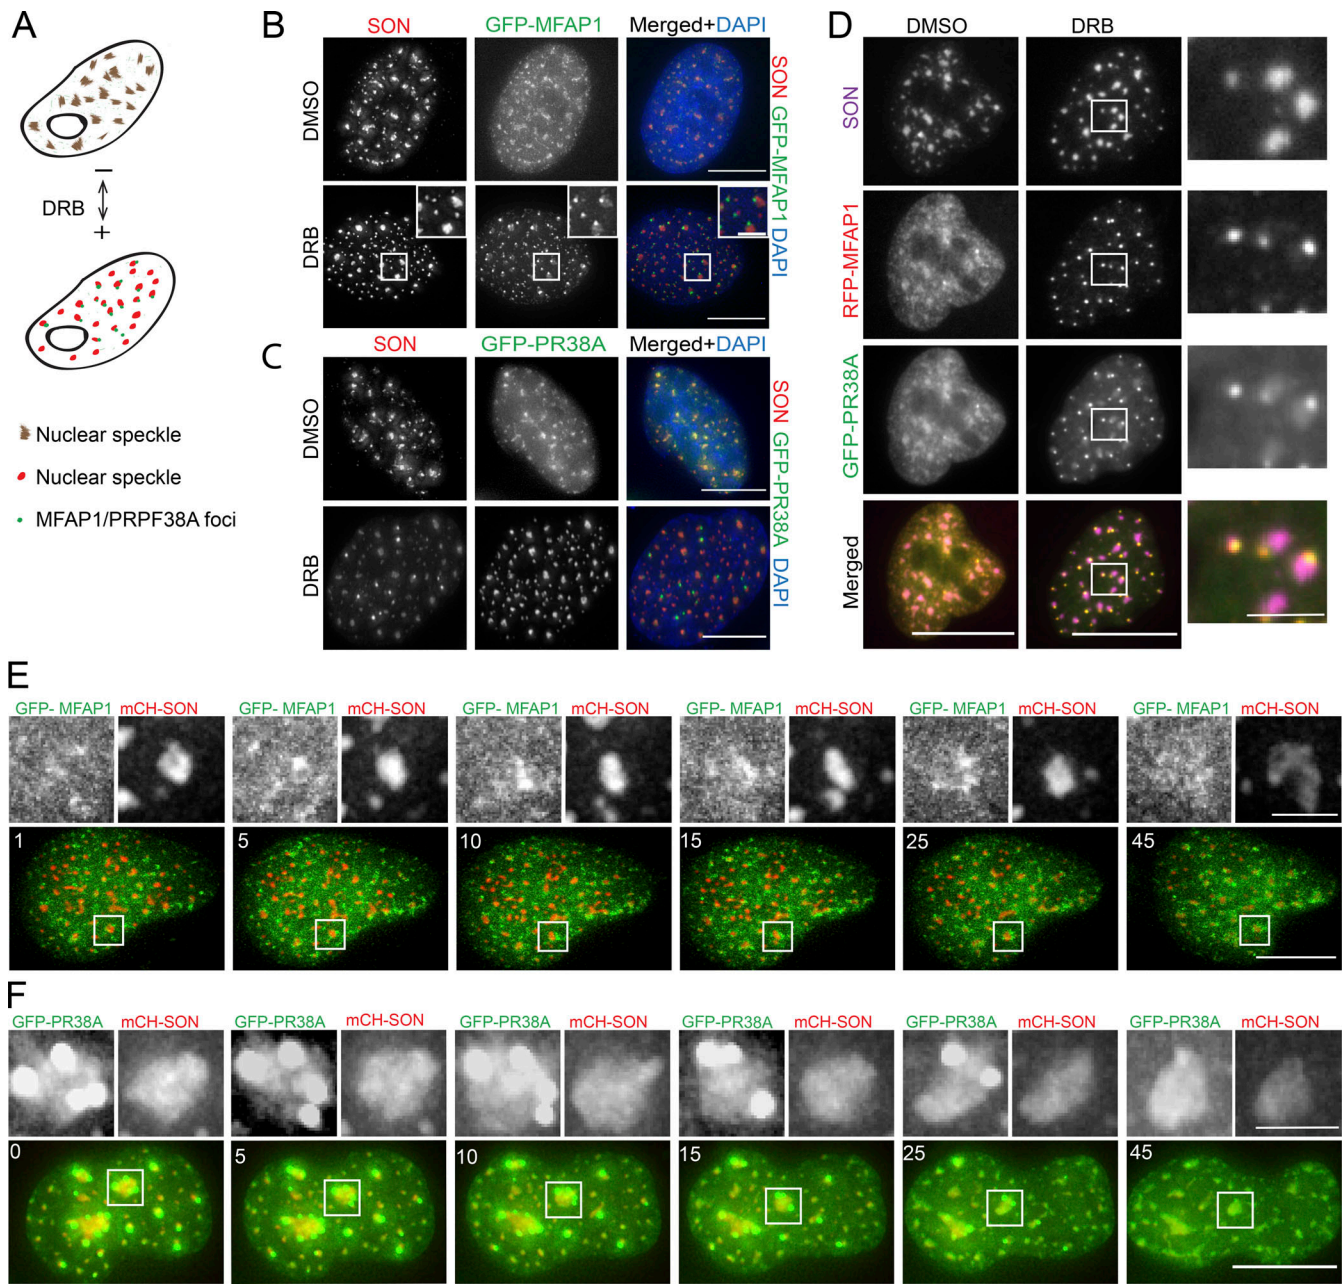 A
DRB
−
+
Nuclear speckle
Nuclear speckle
MFAP1/PRPF38A foci
B
SON GFP-MFAP1 Merged+DAPI
DMSO
DRB
SON GFP-MFAP1 DAPI
C
SON GFP-PR38A Merged+DAPI
DMSO
DRB
SON GFP-PR38A DAPI
D
DMSO DRB
SON
RFP-MFAP1
GFP-PR38A
Merged
E
GFP- MFAP1 mCH-SON GFP- MFAP1 mCH-SON GFP- MFAP1 mCH-SON GFP- MFAP1 mCH-SON GFP- MFAP1 mCH-SON GFP- MFAP1 mCH-SON
1 5 10 15 25 45
F
GFP-PR38A mCH-SON GFP-PR38A mCH-SON GFP-PR38A mCH-SON GFP-PR38A mCH-SON GFP-PR38A mCH-SON GFP-PR38A mCH-SON
0 5 10 15 25 45